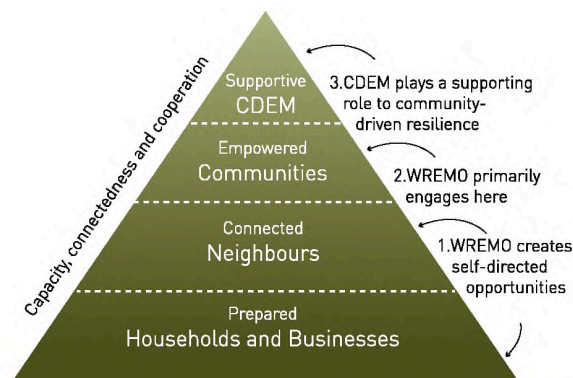 Supportive
CDEM
Empowered
Communities
Connected
Neighbours
Prepared
Households and Businesses
Capacity, connectedness and cooperation
3.CDEM plays a supporting
role to community-
driven resilience
2.WREMO primarily
engages here
1.WREMO creates
self-directed
opportunities